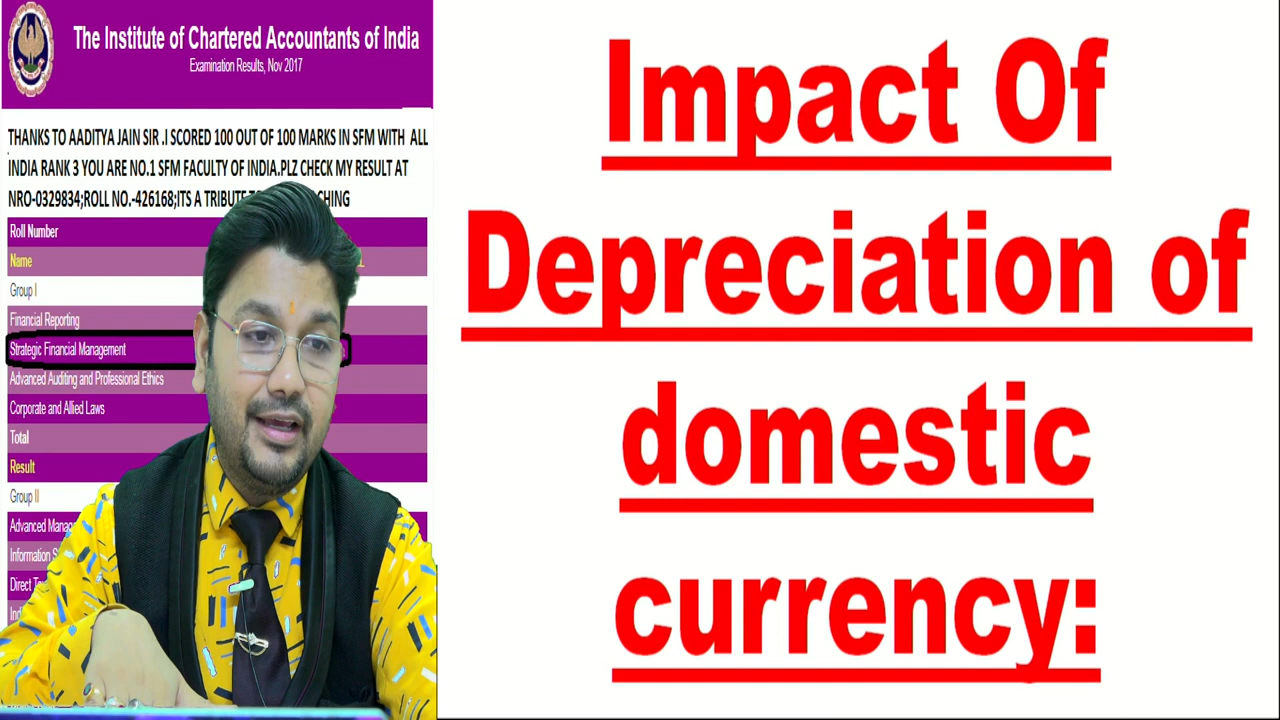 The Institute of Chartered Accountants of India
Examination Results, Nov 2017
THANKS TO AADITYA JAIN SIR .I SCORED 100 OUT OF 100 MARKS IN SFM WITH ALL
INDIA RANK 3 YOU ARE NO.1 SFM FACULTY OF INDIA.PLZ CHECK MY RESULT AT
NRO-0329834;ROLL NO.-426168;ITS A TRIBUTE
Roll Number
Name
Group I
Financial Reporting
Strategic Financial Management
Advanced Auditing and Professional Ethics
Corporate and Allied Laws
Total
Result
Group II
Advanced
Information
Direct
Impact Of
Depreciation of
domestic
currency: